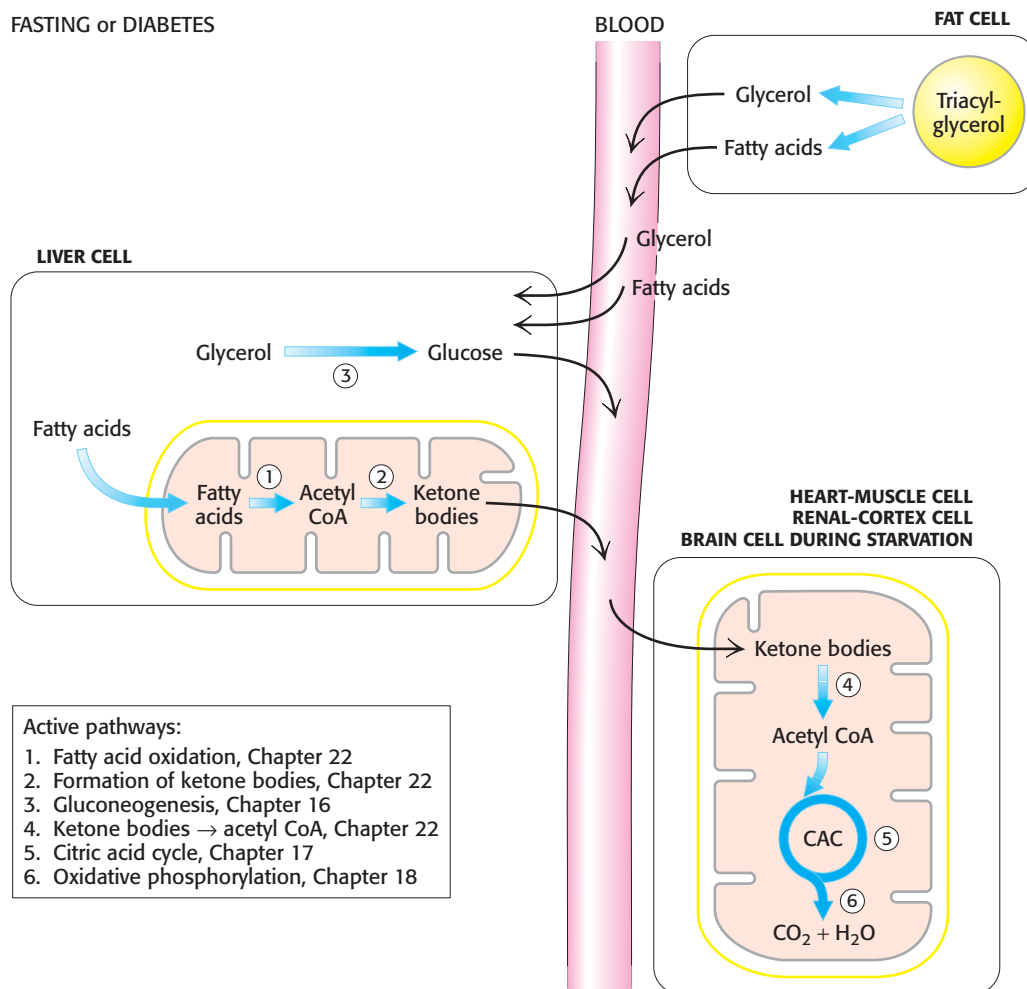 FASTING or DIABETES
BLOOD
FAT CELL
Glycerol
Fatty acids
Triacyl-
glycerol
Glycerol
Fatty acids
LIVER CELL
Glycerol
Glucose
3
Fatty acids
Fatty
acids
1
Acetyl
CoA
2
Ketone
bodies
HEART-MUSCLE CELL
RENAL-CORTEX CELL
BRAIN CELL DURING STARVATION
Ketone bodies
4
Acetyl CoA
CAC
5
6
CO₂ + H₂O
Active pathways:
1. Fatty acid oxidation, Chapter 22
2. Formation of ketone bodies, Chapter 22
3. Gluconeogenesis, Chapter 16
4. Ketone bodies → acetyl CoA, Chapter 22
5. Citric acid cycle, Chapter 17
6. Oxidative phosphorylation, Chapter 18